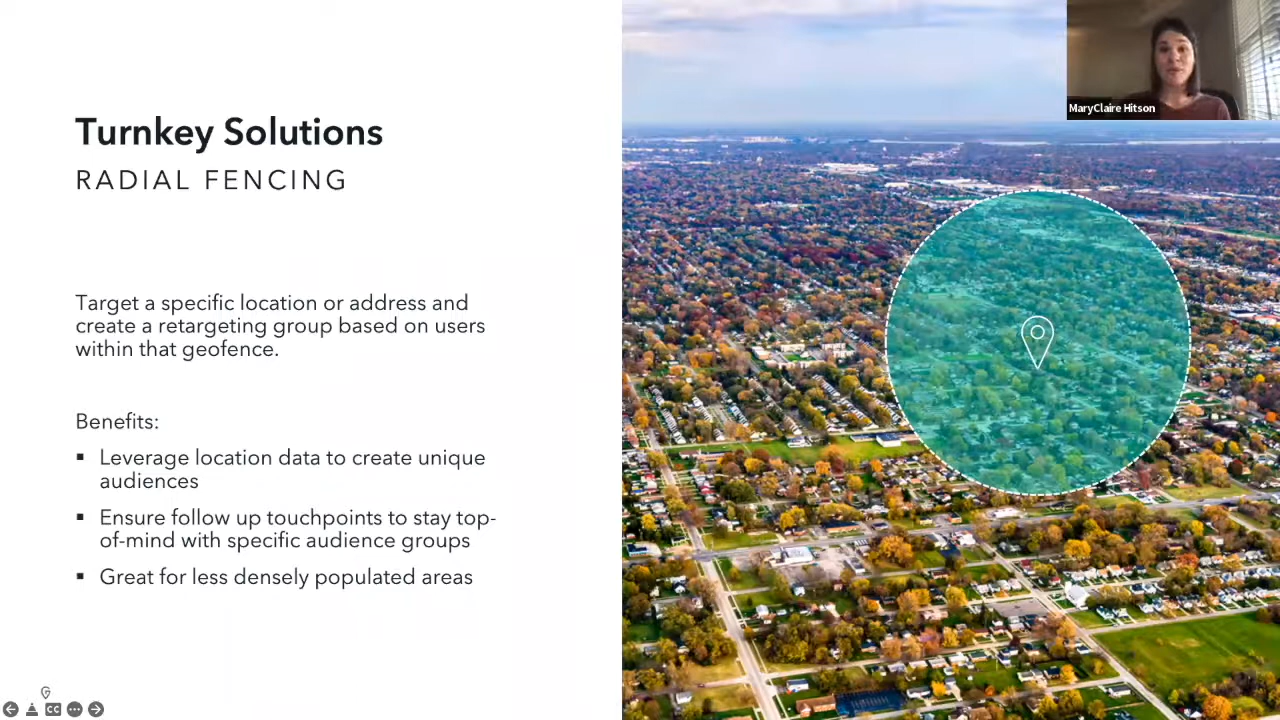 Turnkey Solutions
RADIAL FENCING
Target a specific location or address and
create a retargeting group based on users
within that geofence.
Benefits:
▪ Leverage location data to create unique
audiences
▪ Ensure follow up touchpoints to stay top-
of-mind with specific audience groups
▪ Great for less densely populated areas
MaryClaire Hitson
CC